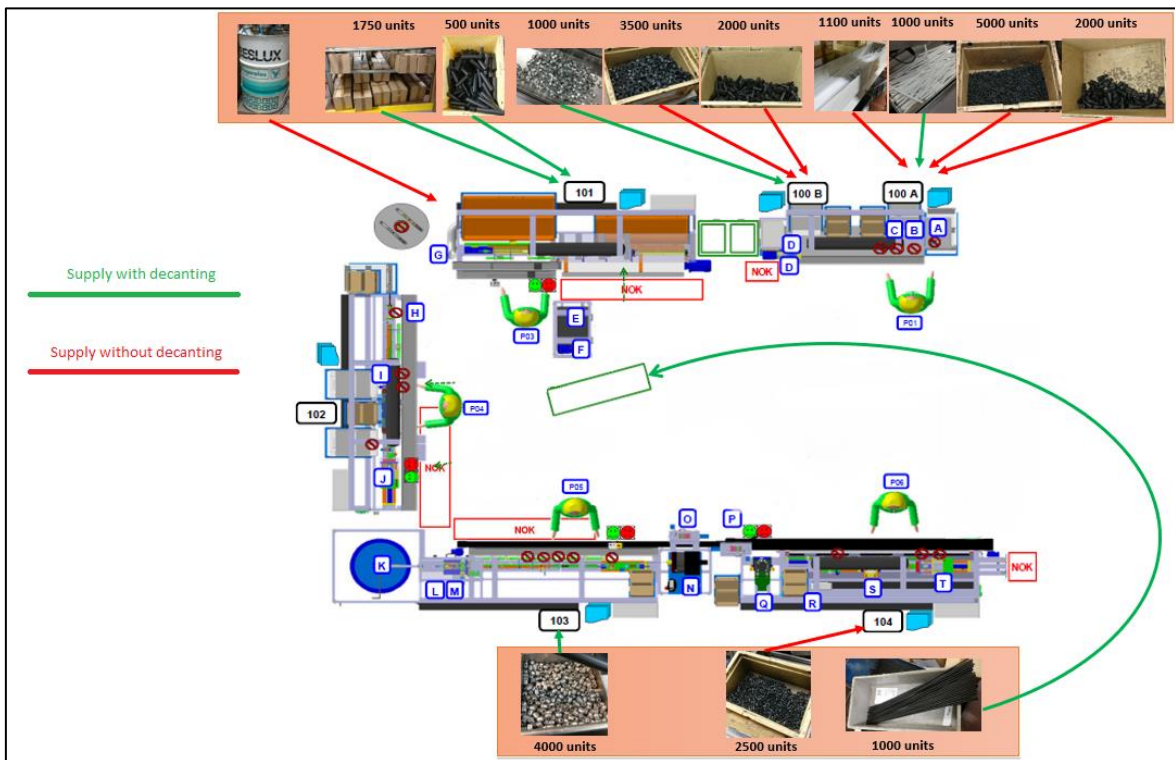 1750 units
500 units
1000 units
3500 units
2000 units
1100 units
1000 units
5000 units
2000 units
101
100 B
100 A
G
D
D
C
B
A
NOK
NOK
E
F
P03
P01
Supply with decanting
Supply without decanting
H
I
102
J
P04
NOK
P05
P06
NOK
O
P
K
L
M
N
Q
R
S
T
NOK
103
104
4000 units
2500 units
1000 units